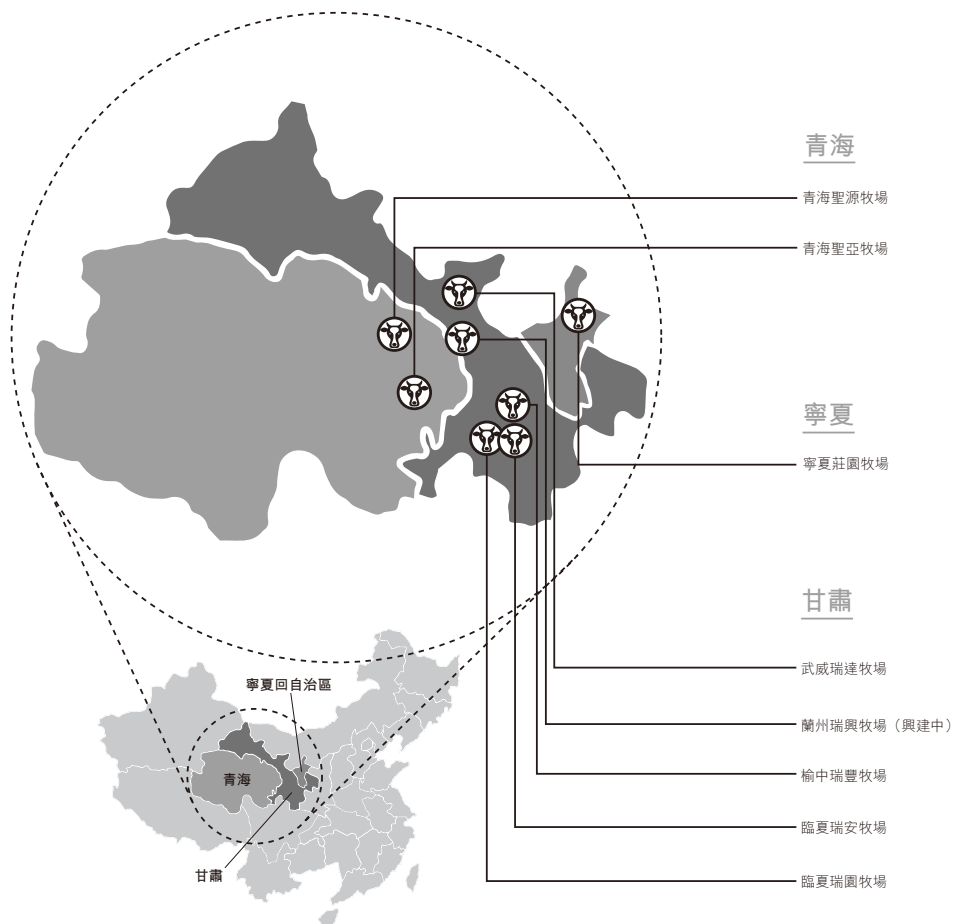 青海
青海聖源牧場
青海聖亞牧場
寧夏
寧夏莊園牧場
甘肅
武威瑞達牧場
蘭州瑞興牧場（興建中）
榆中瑞豐牧場
臨夏瑞安牧場
臨夏瑞園牧場
寧夏回自治區
青海
甘肅